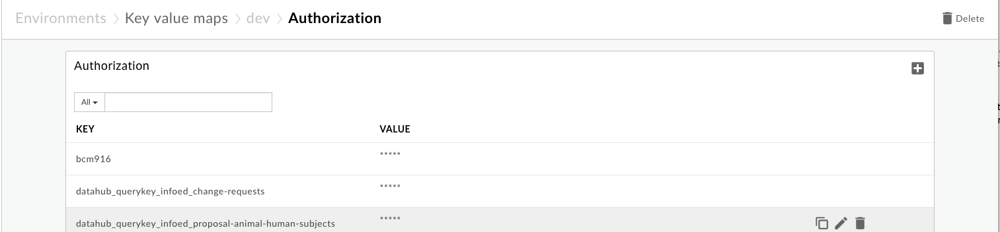 Environments > Key value maps > dev > Authorization
Delete
Authorization
All
KEY VALUE
bcm916 *****
datahub_querykey_infoed_change-requests *****
datahub_querykey_infoed_proposal-animal-human-subjects *****